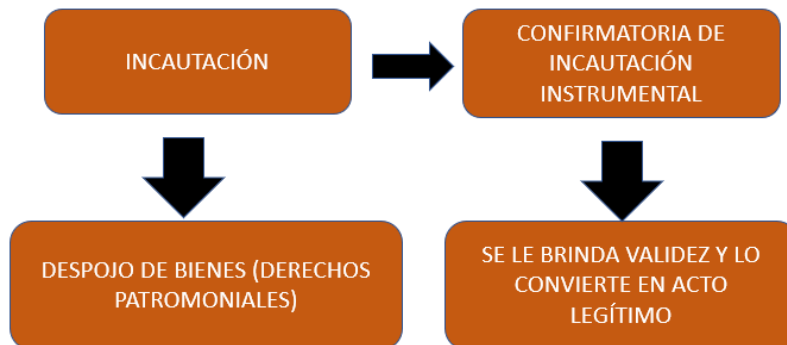 INCAUTACIÓN
CONFIRMATORIA DE
INCAUTACIÓN
INSTRUMENTAL
DESPOJO DE BIENES (DERECHOS
PATROMONIALES)
SE LE BRINDA VALIDEZ Y LO
CONVIERTE EN ACTO
LEGÍTIMO